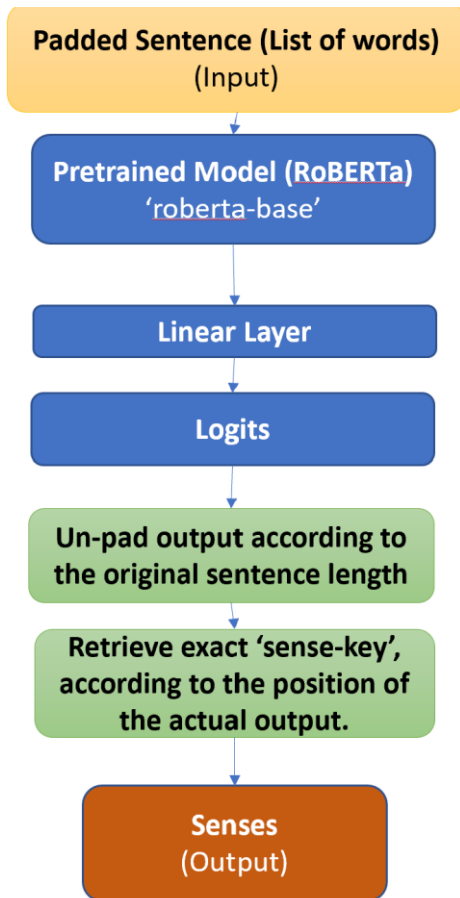 Padded Sentence (List of words)
(Input)
Pretrained Model (RoBERTa)
‘roberta-base’
Linear Layer
Logits
Un-pad output according to
the original sentence length
Retrieve exact ‘sense-key’,
according to the position of
the actual output.
Senses
(Output)